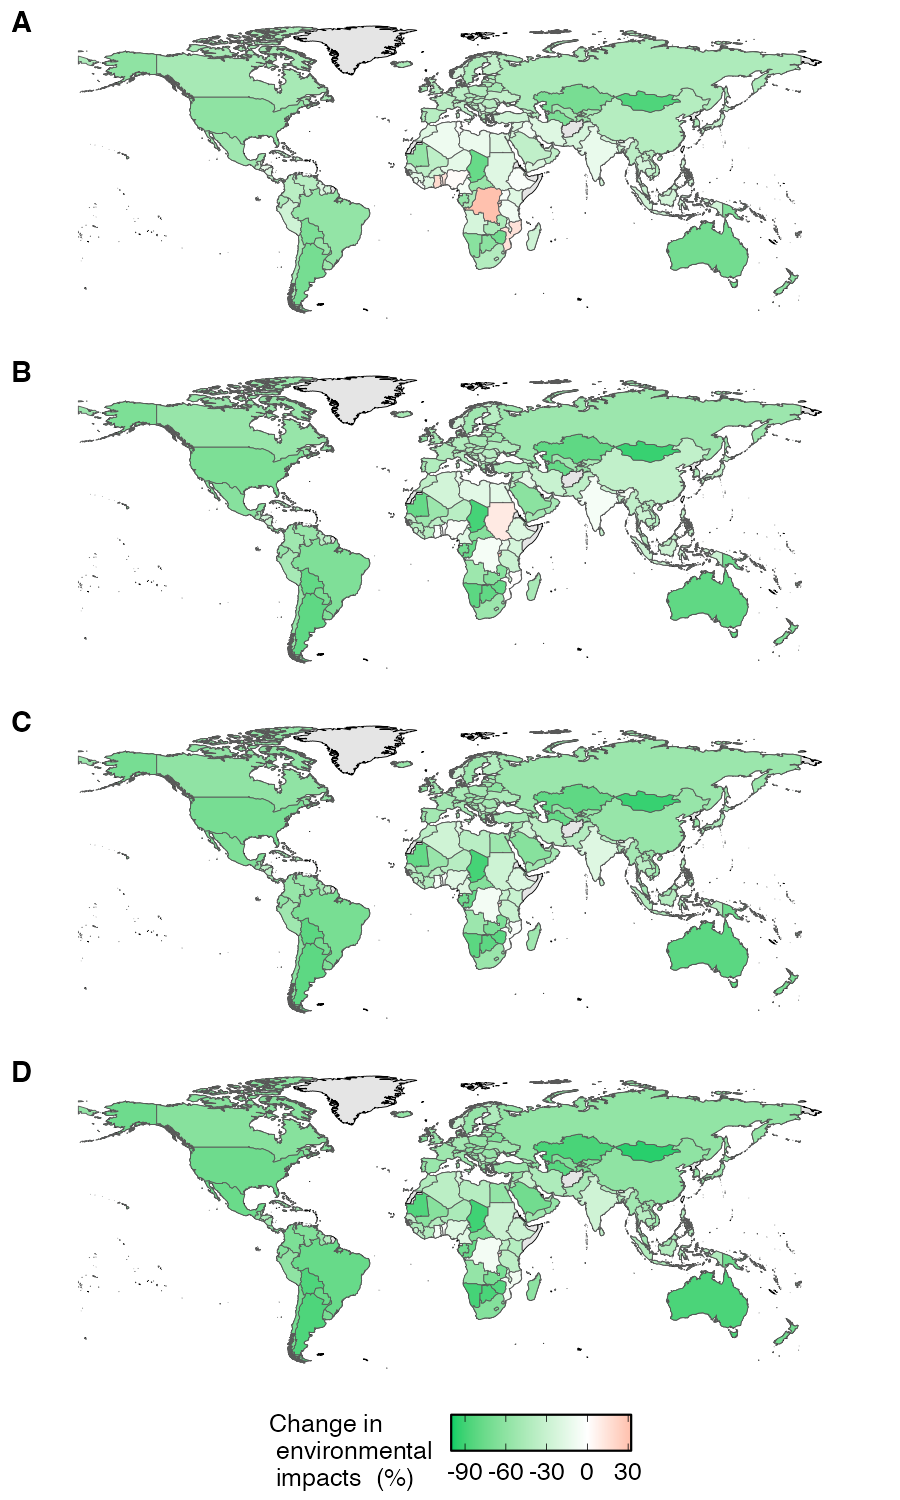 A
B
C
D
Change in
environmental
impacts (%)
-90 -60 -30 0 30